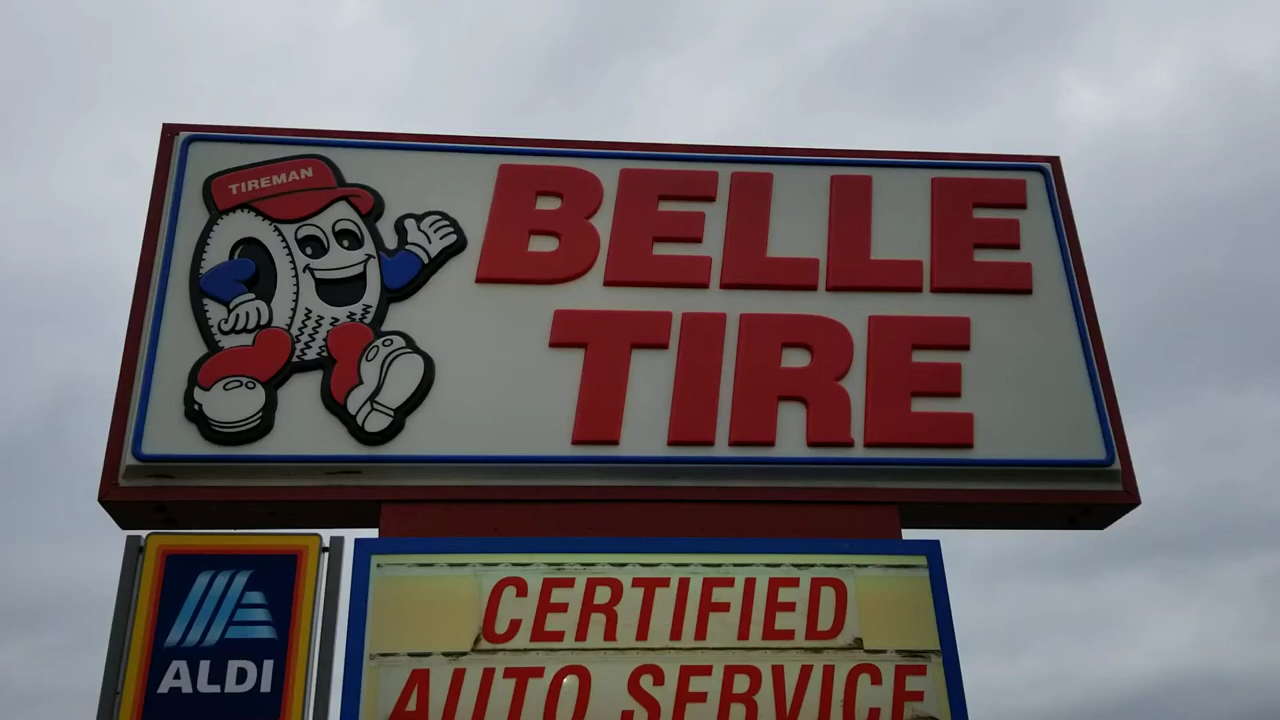 TIREMAN
BELLE
TIRE
ALDI
CERTIFIED
AUTO SERVICE